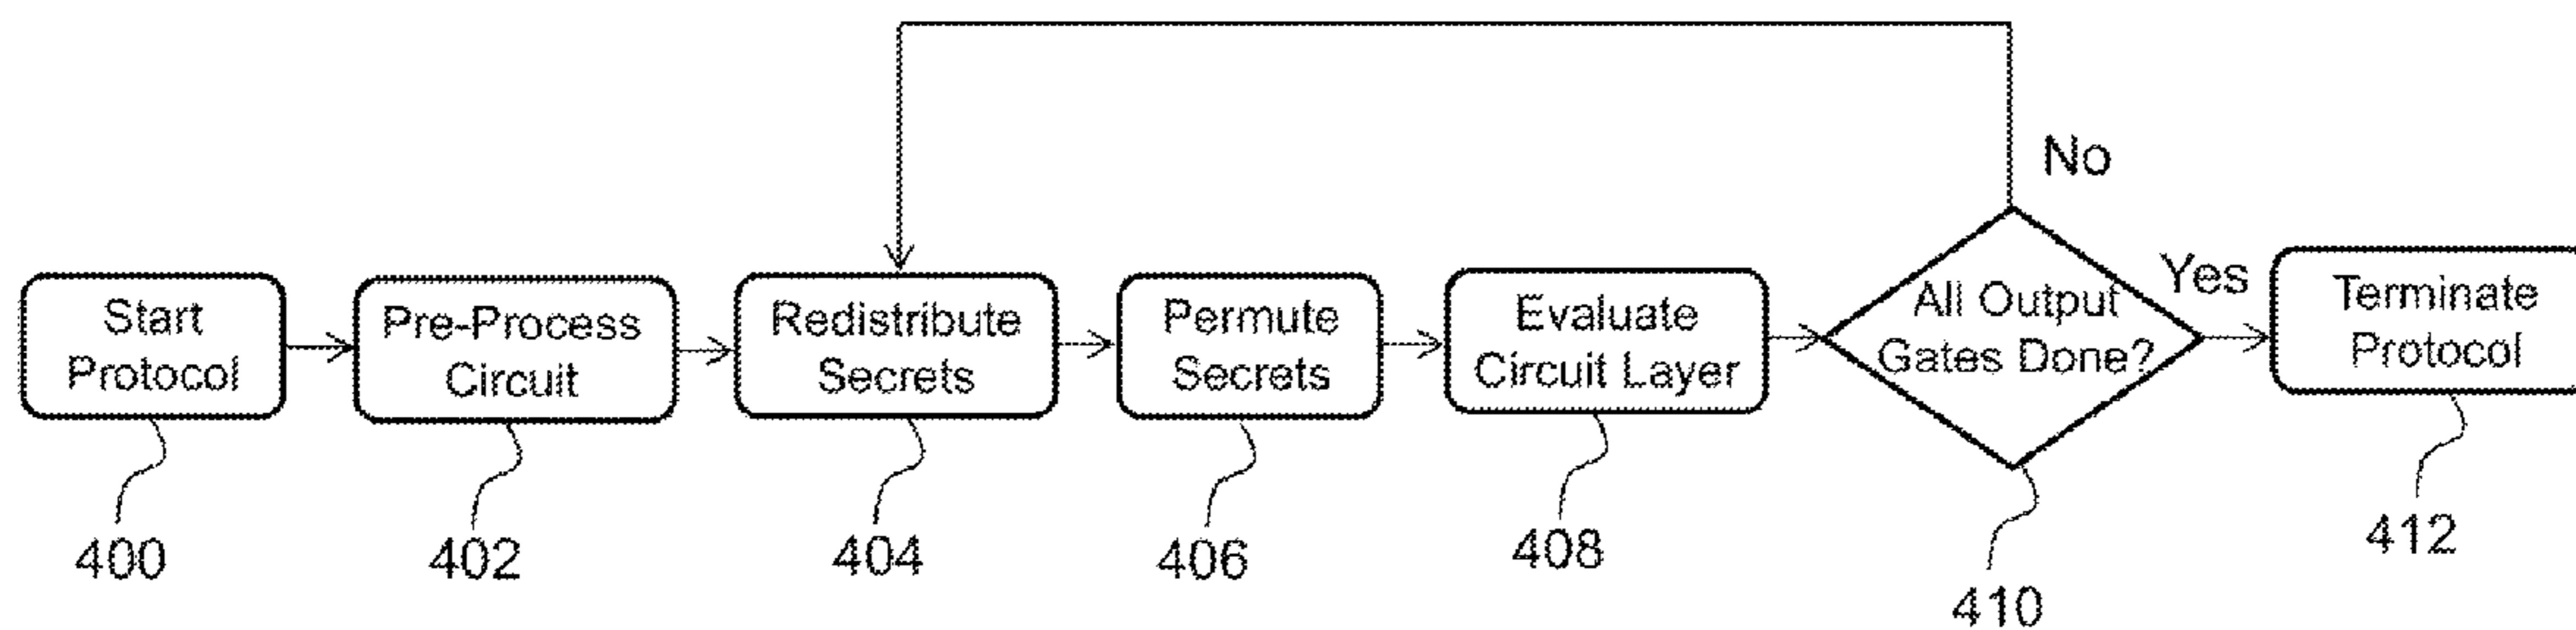 No
Start
Protocol
Pre-Process
Circuit
Redistribute
Secrets
Permute
Secrets
Evaluate
Circuit Layer
All Output
Gates Done?
Yes
Terminate
Protocol
400
402
404
406
408
410
412